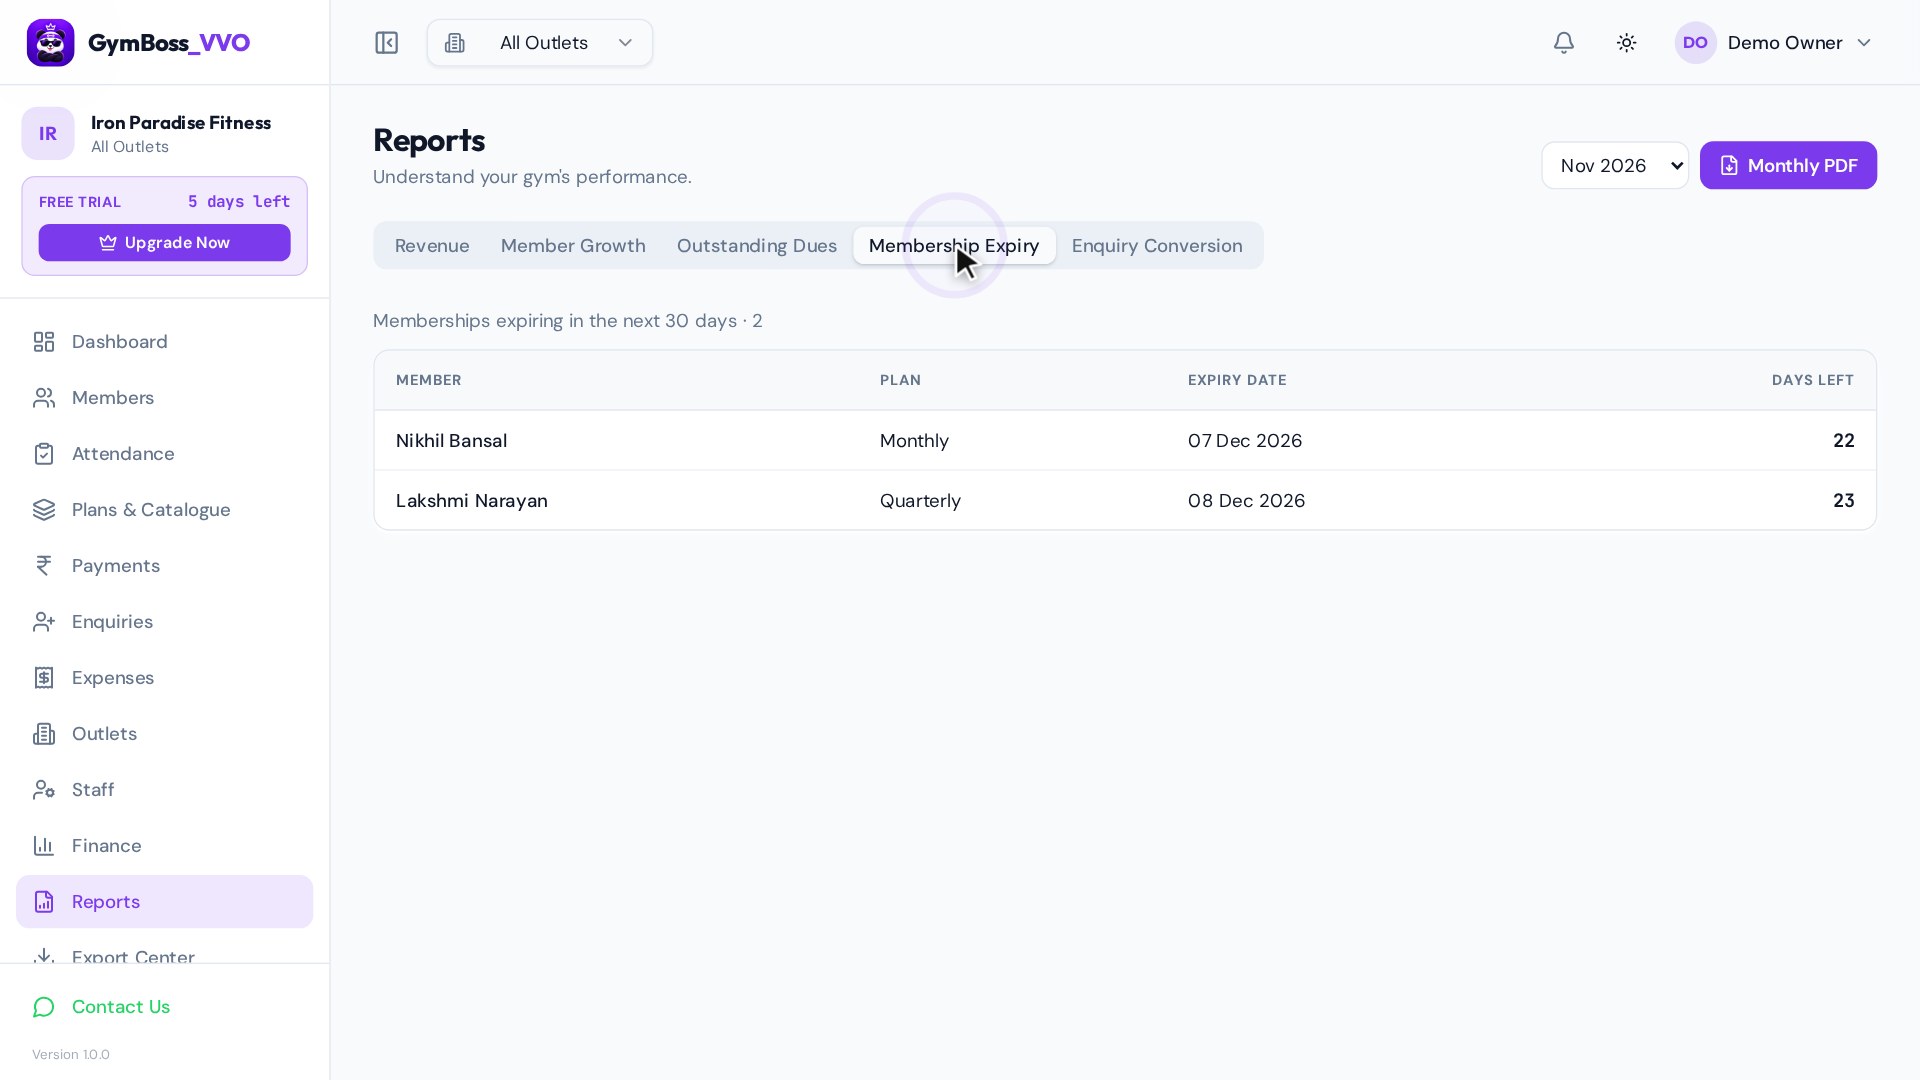 GymBoss_VVO
All Outlets
DO
Demo Owner
IR
Iron Paradise Fitness
All Outlets
FREE TRIAL
5 days left
Upgrade Now
Dashboard
Members
Attendance
Plans & Catalogue
Payments
Enquiries
Expenses
Outlets
Staff
Finance
Reports
Export Center
Contact Us
Version 1.0.0
Reports
Understand your gym's performance.
Nov 2026
Monthly PDF
Revenue
Member Growth
Outstanding Dues
Membership Expiry
Enquiry Conversion
Memberships expiring in the next 30 days · 2
MEMBER PLAN EXPIRY DATE DAYS LEFT
Nikhil Bansal Monthly 07 Dec 2026 22
Lakshmi Narayan Quarterly 08 Dec 2026 23